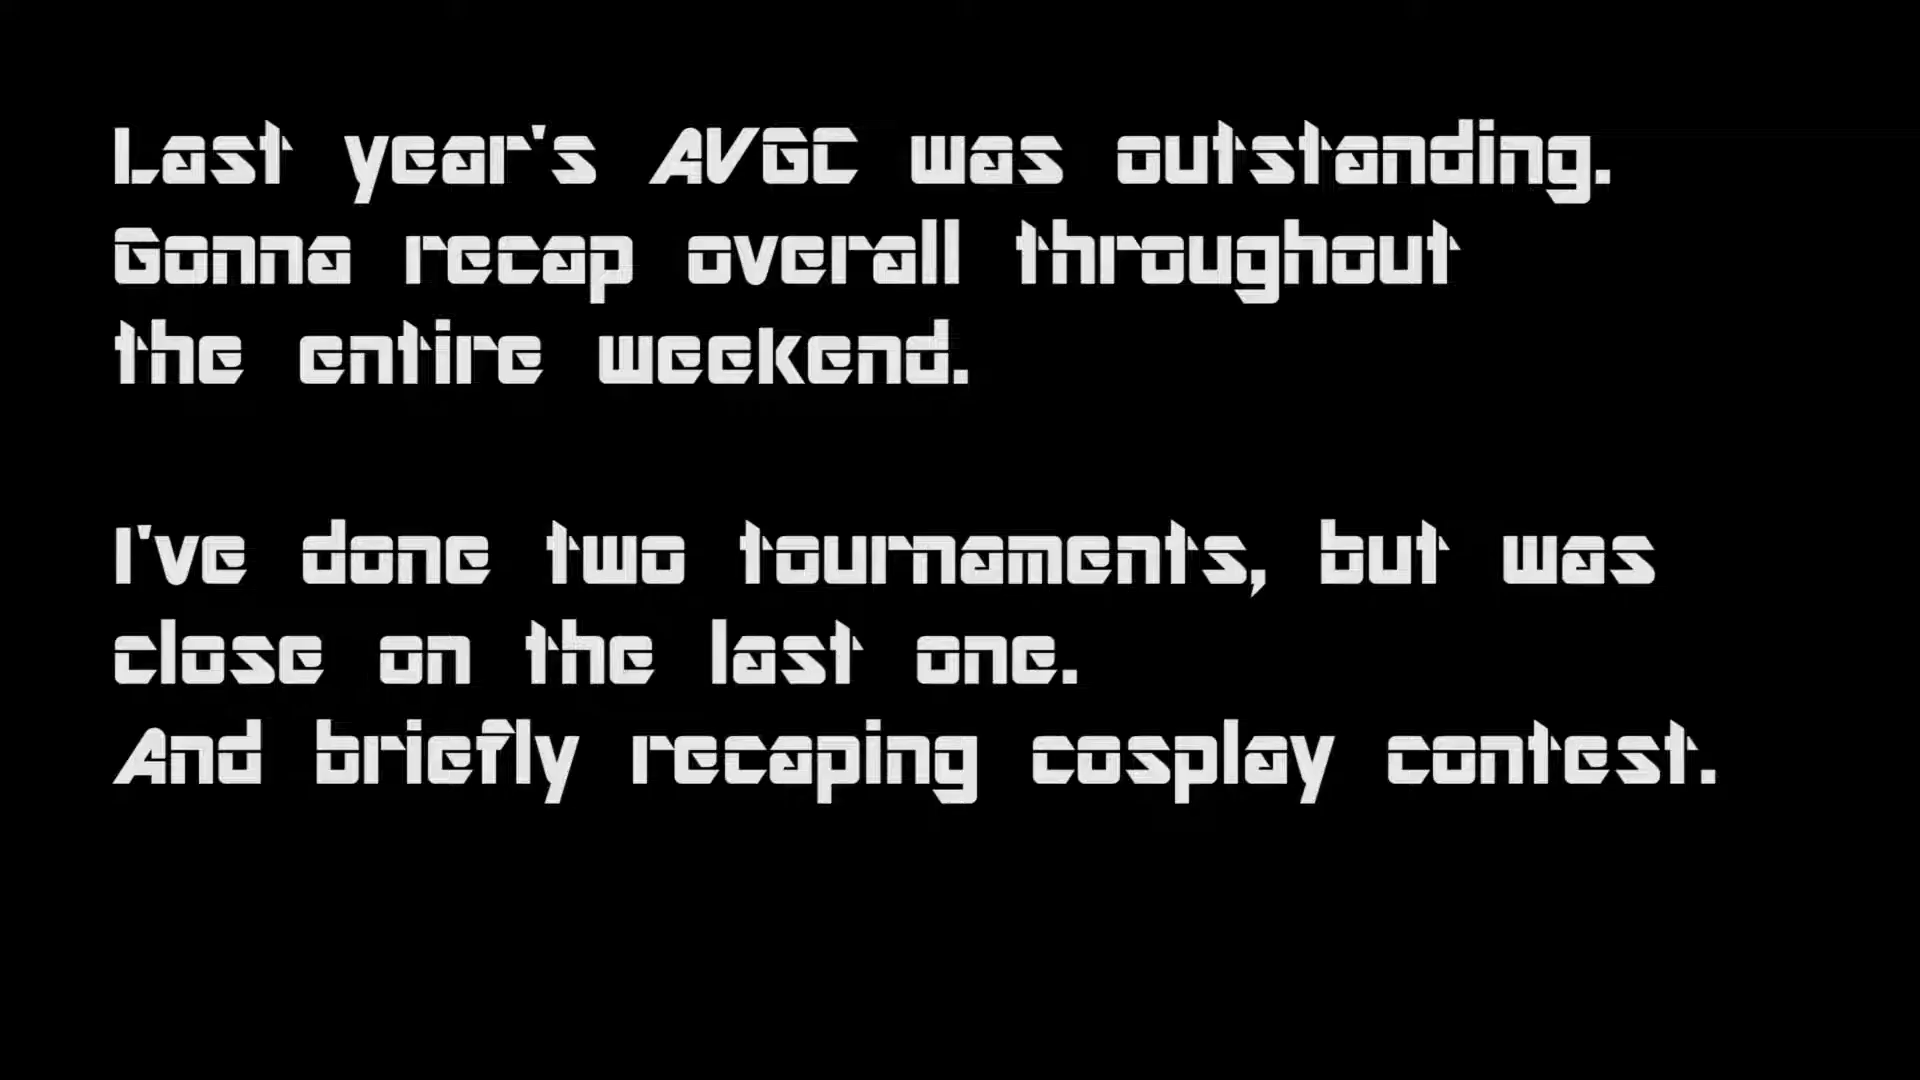 Last year's AVGC was outstanding.
Gonna recap overall throughout
the entire weekend.
I've done two tournaments, but was
close on the last one.
And briefly recaping cosplay contest.